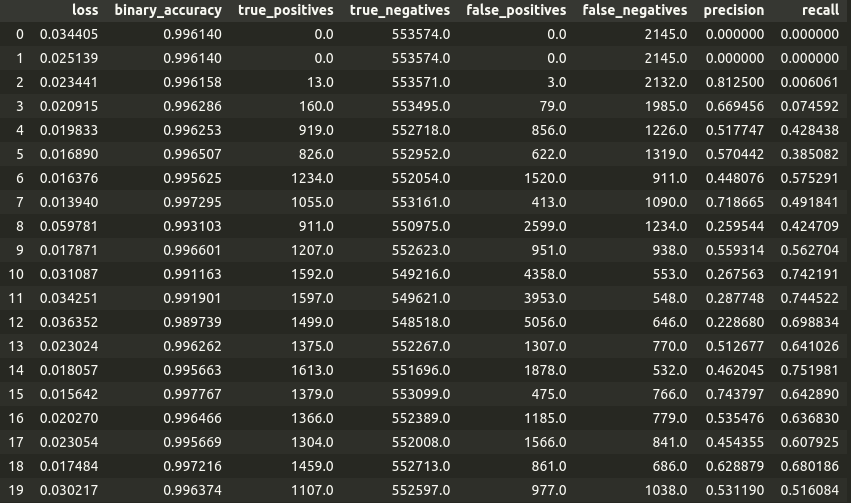 loss binary_accuracy true_positives true_negatives false_positives false_negatives precision recall
0 0.034405 0.996140 0.0 553574.0 0.0 2145.0 0.000000 0.000000
1 0.025139 0.996140 0.0 553574.0 0.0 2145.0 0.000000 0.000000
2 0.023441 0.996158 13.0 553571.0 3.0 2132.0 0.812500 0.006061
3 0.020915 0.996286 160.0 553495.0 79.0 1985.0 0.669456 0.074592
4 0.019833 0.996253 919.0 552718.0 856.0 1226.0 0.517747 0.428438
5 0.016890 0.996507 826.0 552952.0 622.0 1319.0 0.570442 0.385082
6 0.016376 0.995625 1234.0 552054.0 1520.0 911.0 0.448076 0.575291
7 0.013940 0.997295 1055.0 553161.0 413.0 1090.0 0.718665 0.491841
8 0.059781 0.993103 911.0 550975.0 2599.0 1234.0 0.259544 0.424709
9 0.017871 0.996601 1207.0 552623.0 951.0 938.0 0.559314 0.562704
10 0.031087 0.991163 1592.0 549216.0 4358.0 553.0 0.267563 0.742191
11 0.034251 0.991901 1597.0 549621.0 3953.0 548.0 0.287748 0.744522
12 0.036352 0.989739 1499.0 548518.0 5056.0 646.0 0.228680 0.698834
13 0.023024 0.996262 1375.0 552267.0 1307.0 770.0 0.512677 0.641026
14 0.018057 0.995663 1613.0 551696.0 1878.0 532.0 0.462045 0.751981
15 0.015642 0.997767 1379.0 553099.0 475.0 766.0 0.743797 0.642890
16 0.020270 0.996466 1366.0 552389.0 1185.0 779.0 0.535476 0.636830
17 0.023054 0.995669 1304.0 552008.0 1566.0 841.0 0.454355 0.607925
18 0.017484 0.997216 1459.0 552713.0 861.0 686.0 0.628879 0.680186
19 0.030217 0.996374 1107.0 552597.0 977.0 1038.0 0.531190 0.516084